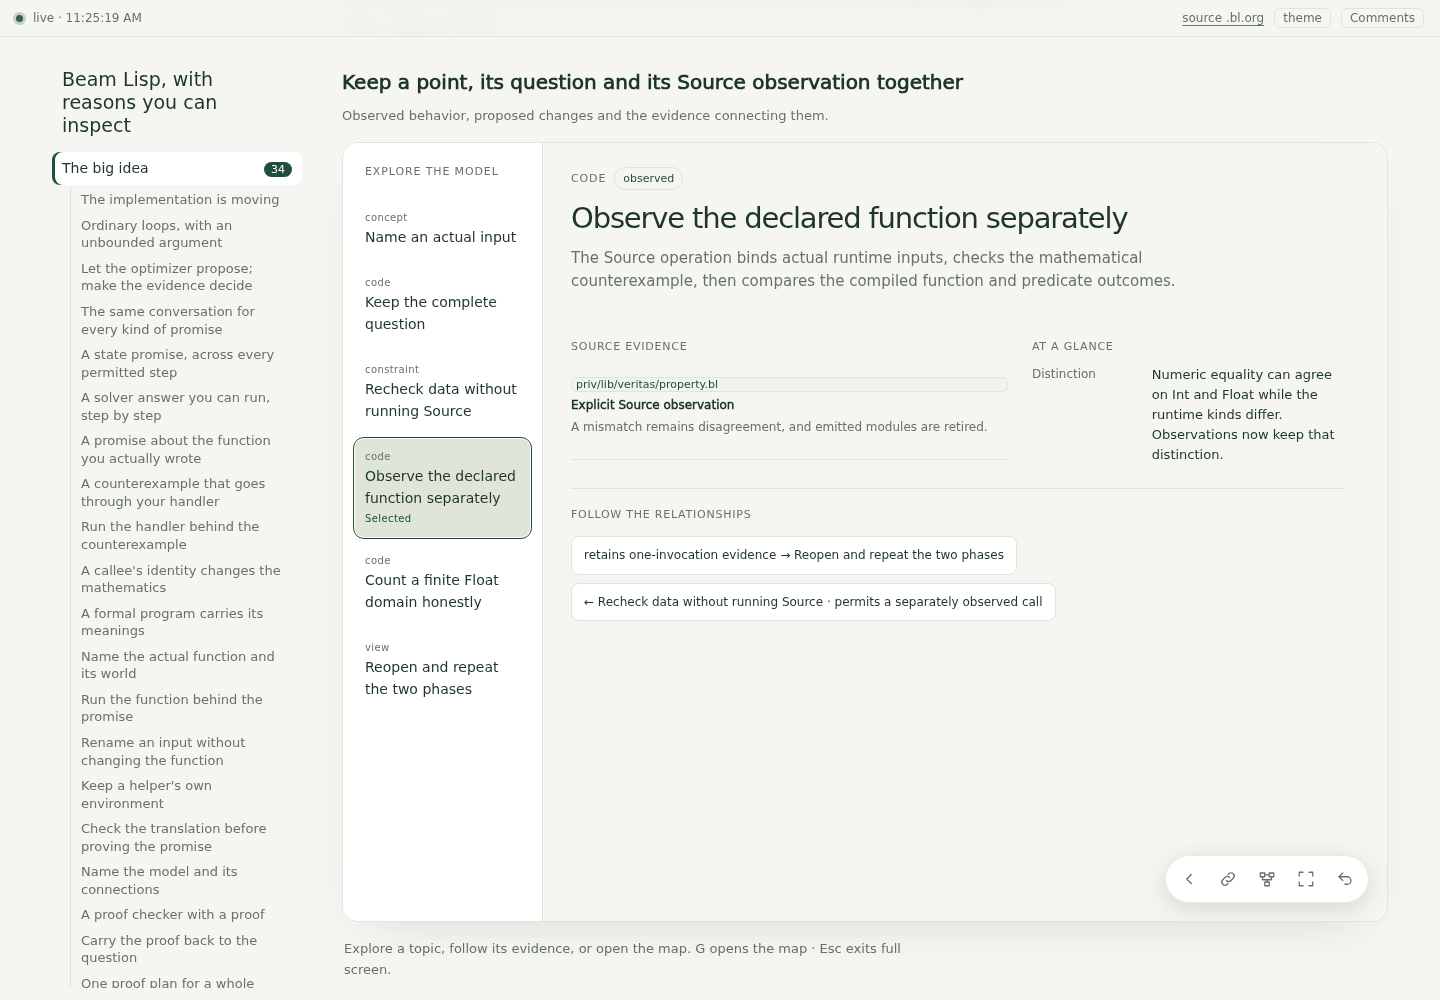 live · 11:25:19 AM
source .bl.org
theme
Comments
Beam Lisp, with
reasons you can
inspect
The big idea
34
The implementation is moving
Ordinary loops, with an
unbounded argument
Let the optimizer propose;
make the evidence decide
The same conversation for
every kind of promise
A state promise, across every
permitted step
A solver answer you can run,
step by step
A promise about the function
you actually wrote
A counterexample that goes
through your handler
Run the handler behind the
counterexample
A callee's identity changes the
mathematics
A formal program carries its
meanings
Name the actual function and
its world
Run the function behind the
promise
Rename an input without
changing the function
Keep a helper's own
environment
Check the translation before
proving the promise
Name the model and its
connections
A proof checker with a proof
Carry the proof back to the
question
One proof plan for a whole
Keep a point, its question and its Source observation together
Observed behavior, proposed changes and the evidence connecting them.
EXPLORE THE MODEL
concept
Name an actual input
code
Keep the complete
question
constraint
Recheck data without
running Source
code
Observe the declared
function separately
Selected
code
Count a finite Float
domain honestly
view
Reopen and repeat
the two phases
CODE
observed
Observe the declared function separately
The Source operation binds actual runtime inputs, checks the mathematical
counterexample, then compares the compiled function and predicate outcomes.
SOURCE EVIDENCE
priv/lib/veritas/property.bl
Explicit Source observation
A mismatch remains disagreement, and emitted modules are retired.
AT A GLANCE
Distinction
Numeric equality can agree
on Int and Float while the
runtime kinds differ.
Observations now keep that
distinction.
FOLLOW THE RELATIONSHIPS
retains one-invocation evidence → Reopen and repeat the two phases
← Recheck data without running Source · permits a separately observed call
Explore a topic, follow its evidence, or open the map. G opens the map · Esc exits full
screen.